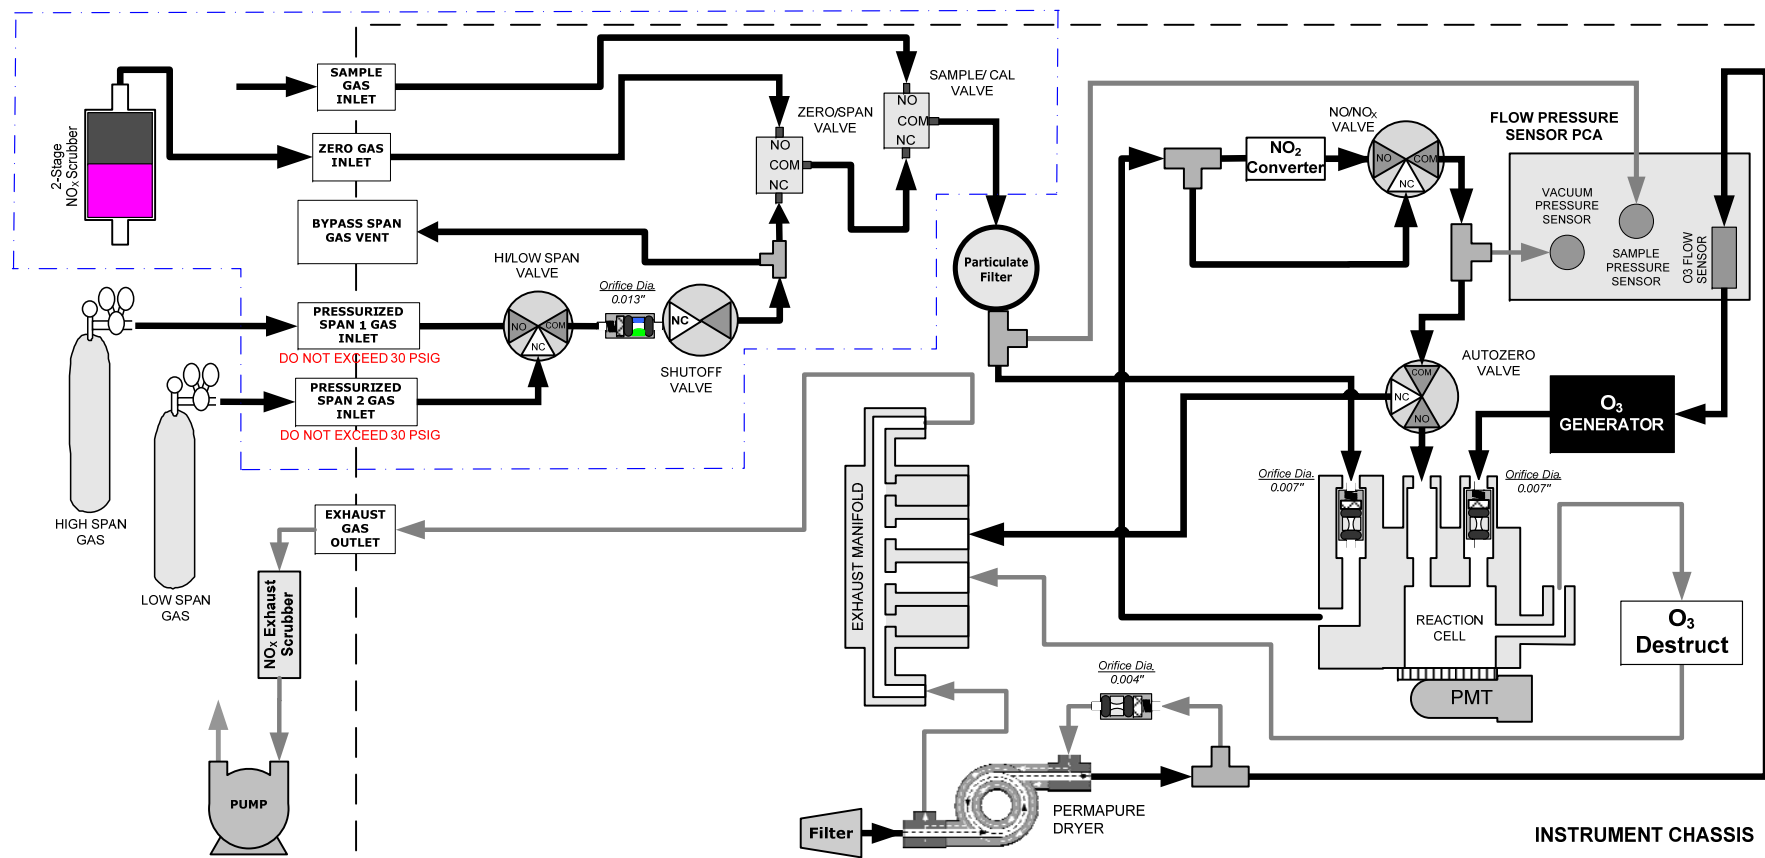 2-Stage
NOX Scrubber
SAMPLE
GAS
INLET
ZERO GAS
INLET
BYPASS SPAN
GAS VENT
PRESSURIZED
SPAN 1 GAS
INLET
DO NOT EXCEED 30 PSIG
PRESSURIZED
SPAN 2 GAS
INLET
DO NOT EXCEED 30 PSIG
HIGH SPAN
GAS
LOW SPAN
GAS
EXHAUST
GAS
OUTLET
NOX Exhaust
Scrubber
PUMP
HI/LOW SPAN
VALVE
NO
COM
NC
Orifice Dia.
0.013"
NC
SHUTOFF
VALVE
ZERO/SPAN
VALVE
NO
COM
NC
SAMPLE/ CAL
VALVE
NO
COM
NC
Particulate
Filter
EXHAUST MANIFOLD
NO2
Converter
NO/NOX
VALVE
NO
COM
NC
FLOW PRESSURE
SENSOR PCA
VACUUM
PRESSURE
SENSOR
SAMPLE
PRESSURE
SENSOR
O3 FLOW
SENSOR
AUTOZERO
VALVE
COM
NC
NO
O3
GENERATOR
Orifice Dia.
0.007"
Orifice Dia.
0.007"
REACTION
CELL
PMT
O3
Destruct
Orifice Dia.
0.004"
PERMAPURE
DRYER
Filter
INSTRUMENT CHASSIS